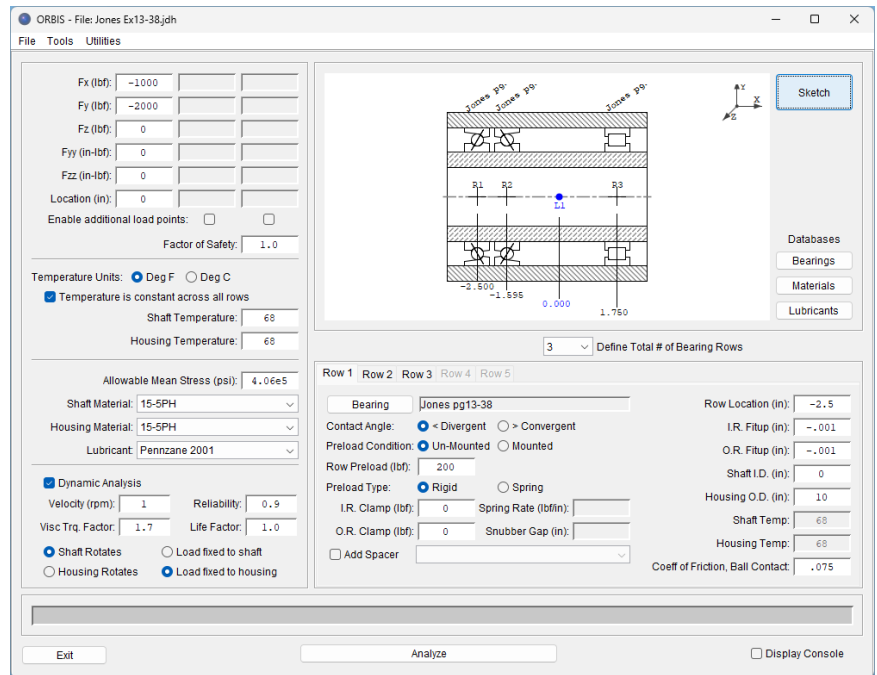 ORBIS - File: Jones Ex13-38.jdh
File Tools Utilities
Fx (lbf): -1000
Fy (lbf): -2000
Fz (lbf): 0
Fyy (in-lbf): 0
Fzz (in-lbf): 0
Location (in): 0
Enable additional load points:
Factor of Safety: 1.0
Temperature Units: Deg F Deg C
Temperature is constant across all rows
Shaft Temperature: 68
Housing Temperature: 68
Allowable Mean Stress (psi): 4.06e5
Shaft Material: 15-5PH
Housing Material: 15-5PH
Lubricant: Pennzane 2001
Dynamic Analysis
Velocity (rpm): 1 Reliability: 0.9
Visc Trq. Factor: 1.7 Life Factor: 1.0
Shaft Rotates Load fixed to shaft
Housing Rotates Load fixed to housing
Jones pg. Jones pg. Jones pg.
Y
X
Z
R1 R2 R3
L1
-2.500
-1.595
0.000
1.750
Sketch
Databases
Bearings
Materials
Lubricants
3 Define Total # of Bearing Rows
Row 1 Row 2 Row 3 Row 4 Row 5
Bearing Jones pg13-38
Contact Angle: < Divergent > Convergent
Preload Condition: Un-Mounted Mounted
Row Preload (lbf): 200
Preload Type: Rigid Spring
I.R. Clamp (lbf): 0 Spring Rate (lbf/in):
O.R. Clamp (lbf): 0 Snubber Gap (in):
Add Spacer
Row Location (in): -2.5
I.R. Fitup (in): -.001
O.R. Fitup (in): -.001
Shaft I.D. (in): 0
Housing O.D. (in): 10
Shaft Temp: 68
Housing Temp: 68
Coeff of Friction, Ball Contact: .075
Exit
Analyze
Display Console